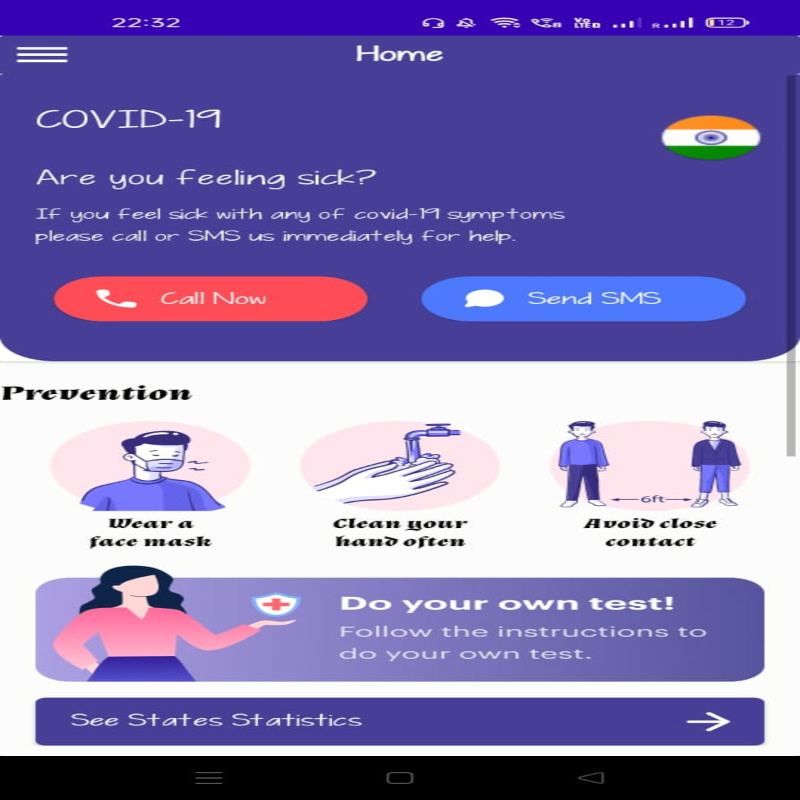 22:32
Vo
LTED
R
12
Home
COVID-19
Are you feeling sick?
If you feel sick with any of covid-19 symptoms
please call or SMS us immediately for help.
Call Now
Send SMS
Prevention
6ft
Wear a
face mask
Clean your
hand often
Avoid close
contact
Do your own test!
Follow the instructions to
do your own test.
See States Statistics